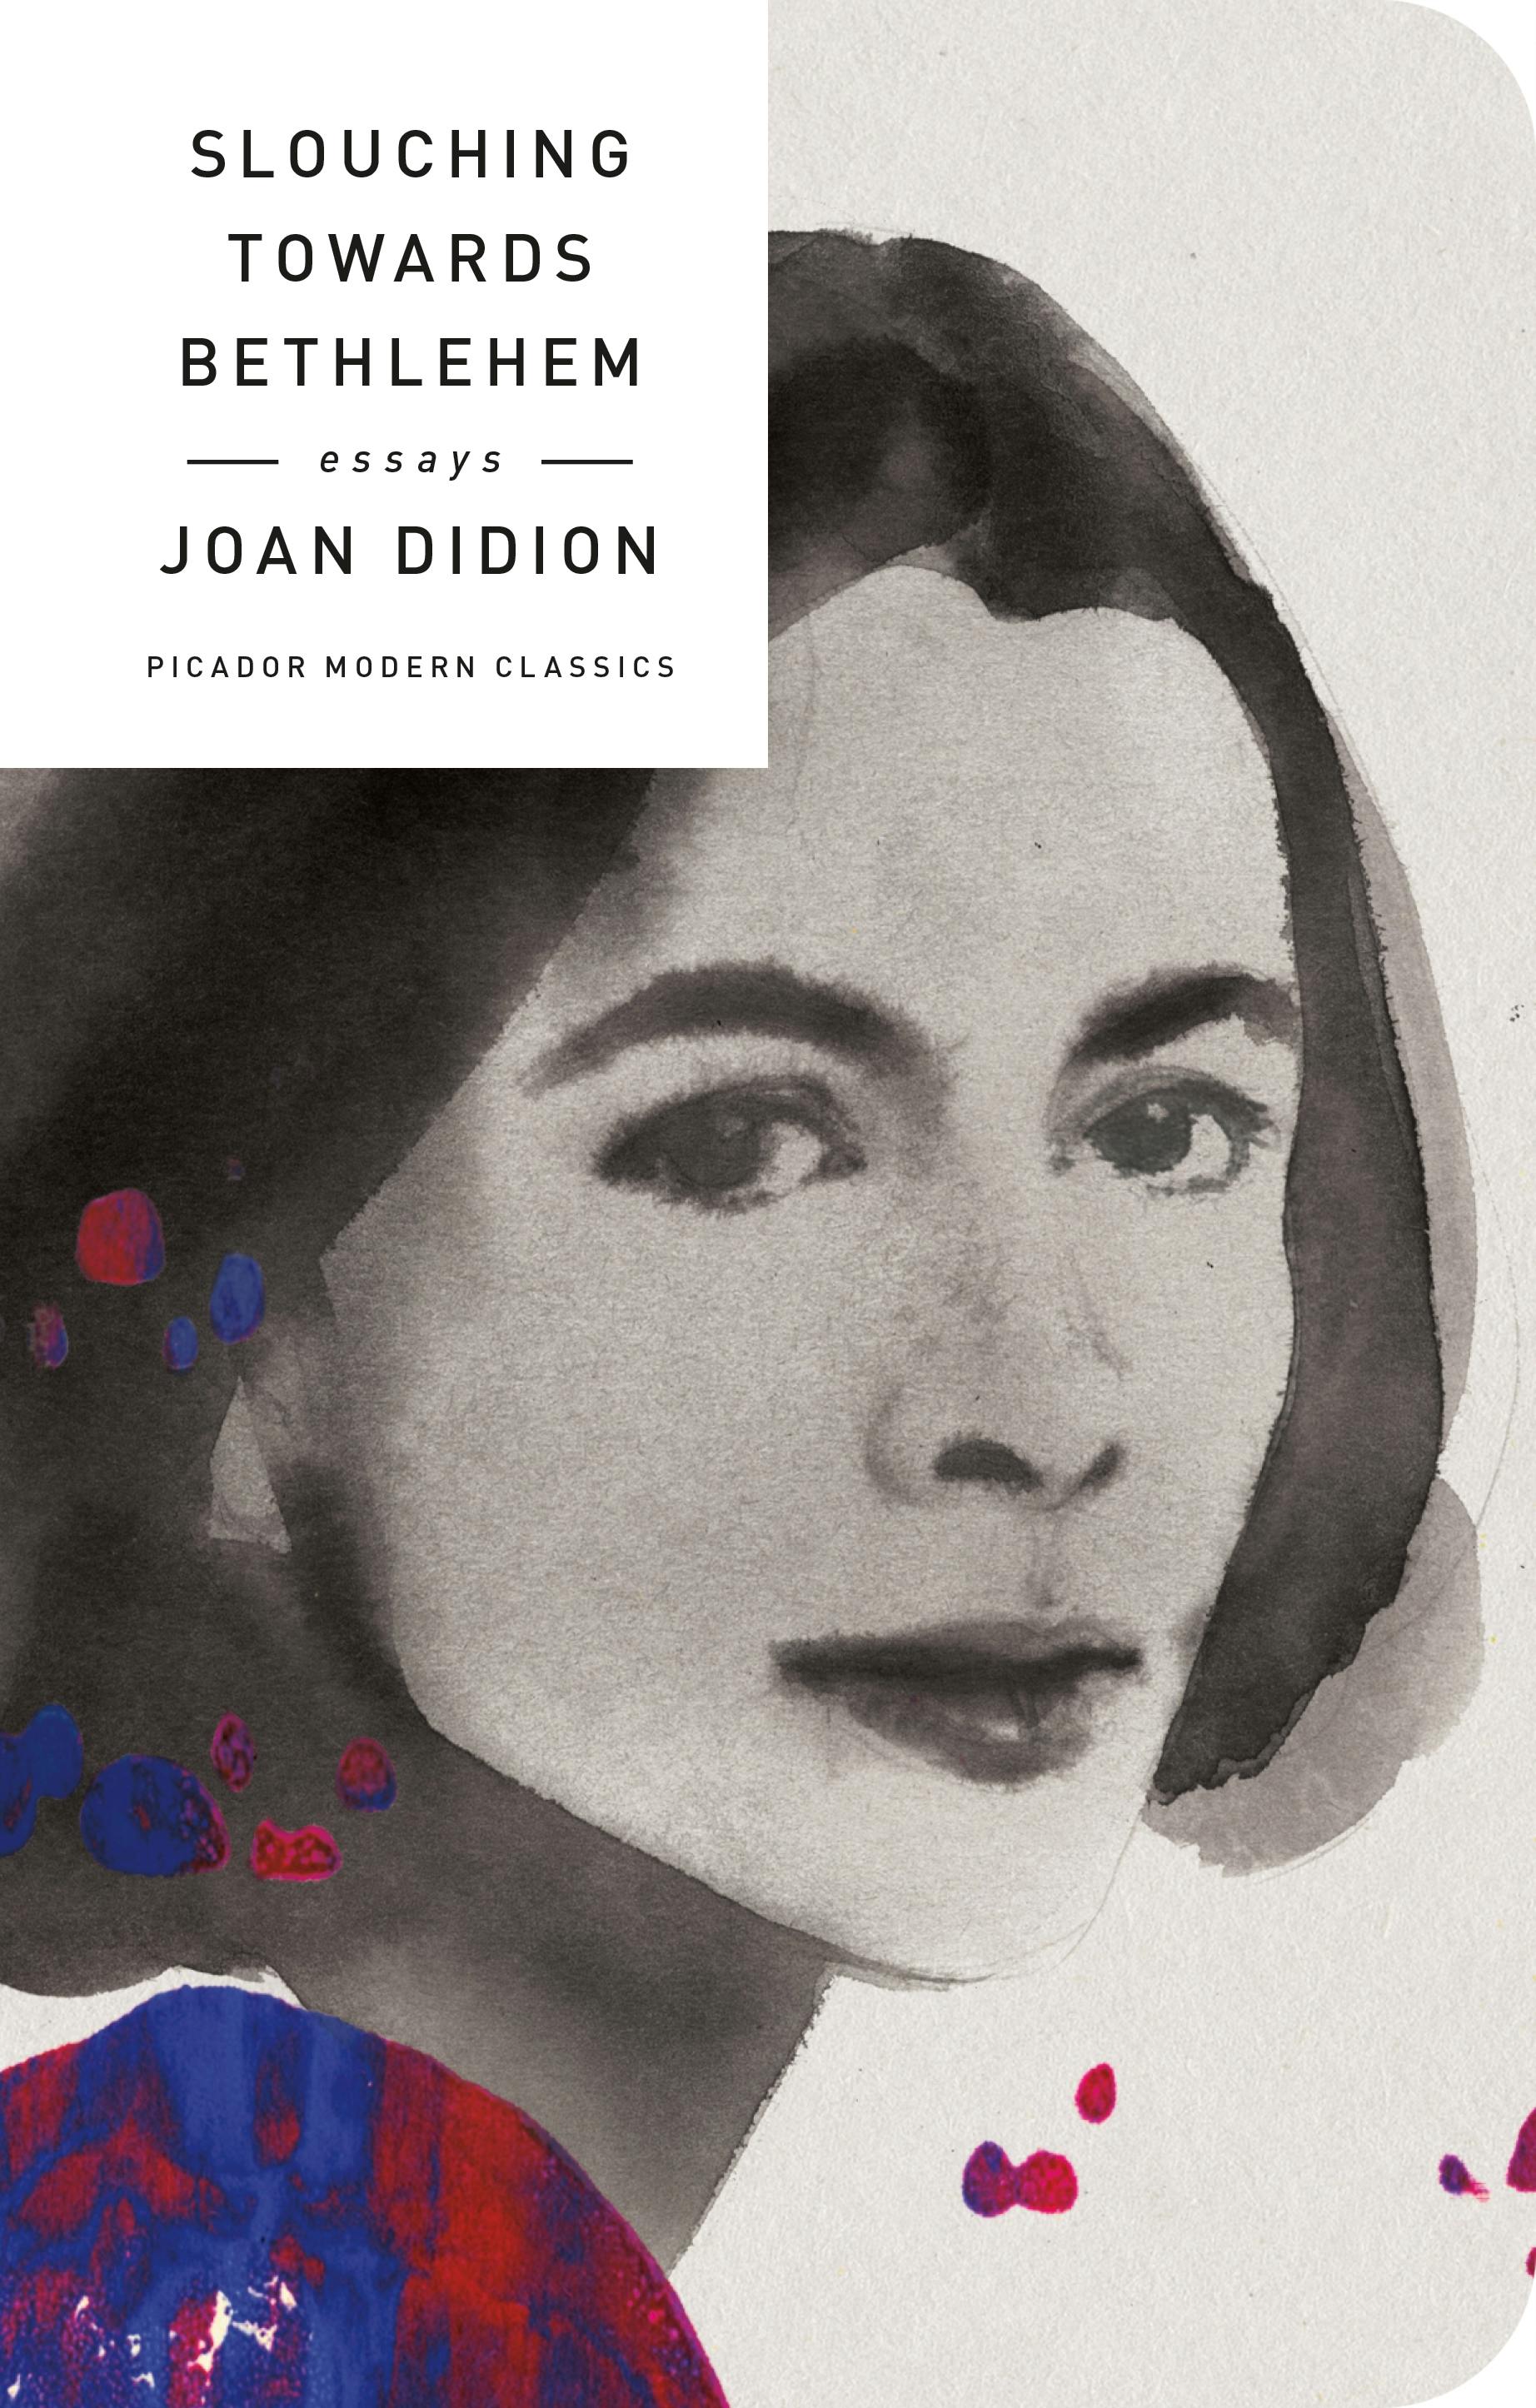 SLOUCHING
TOWARDS
BETHLEHEM
essays
JOAN DIDION
PICADOR MODERN CLASSICS